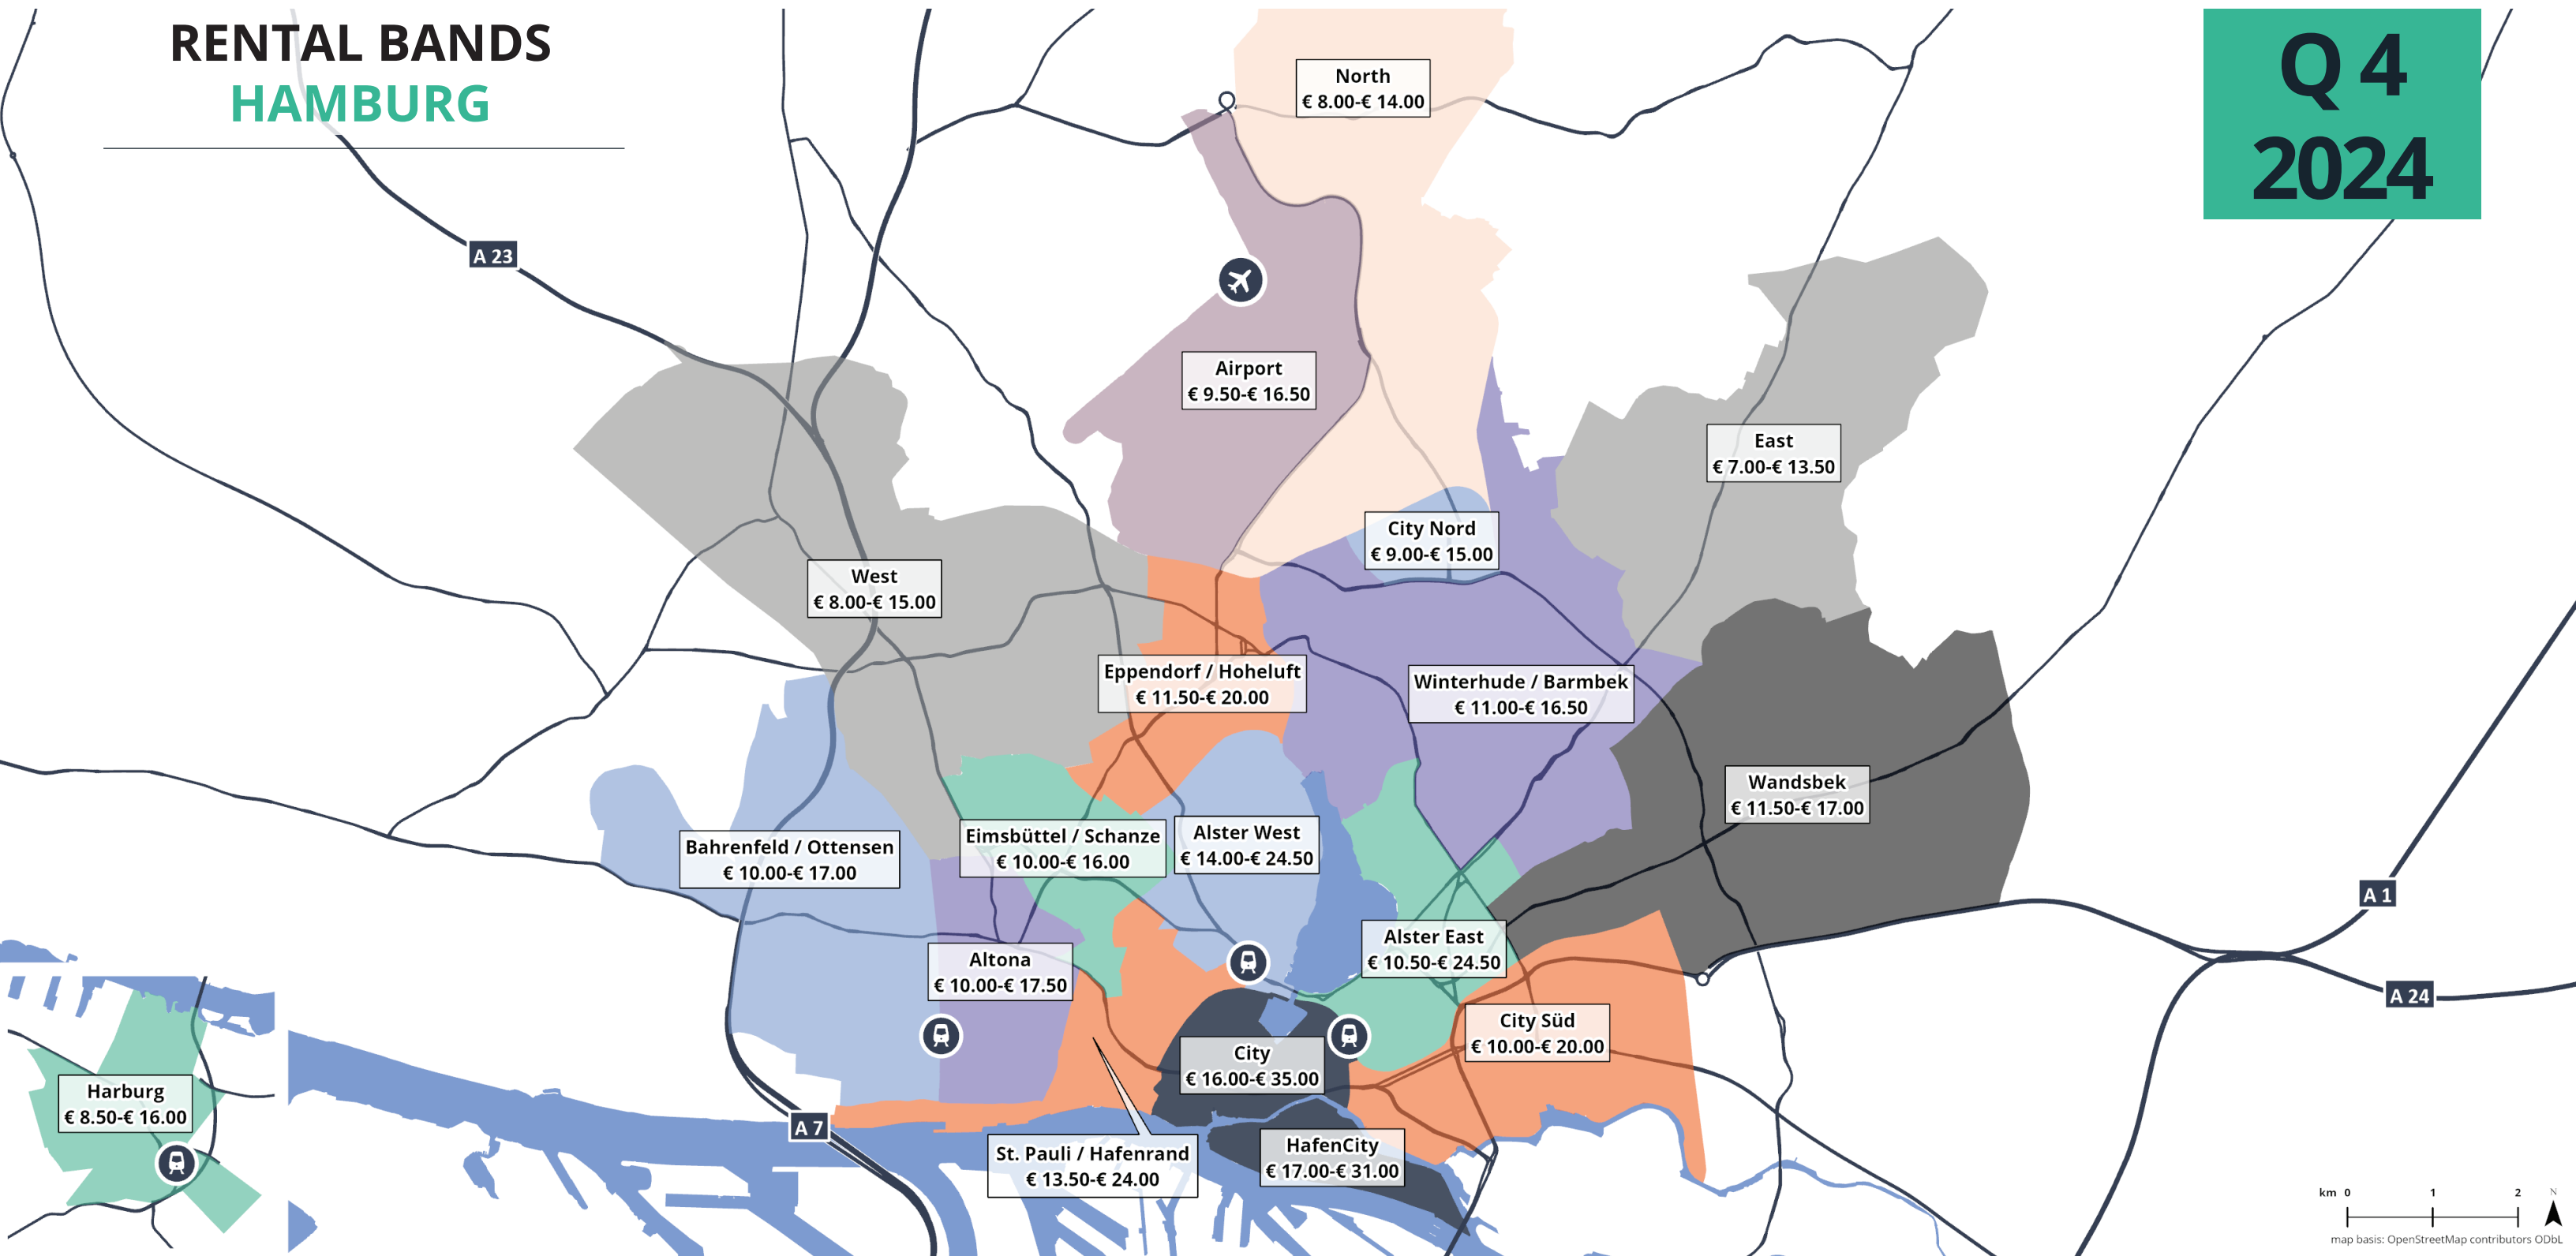 RENTAL BANDS
HAMBURG
Q 4
2024
North
€ 8.00-€ 14.00
A 23
Airport
€ 9.50-€ 16.50
East
€ 7.00-€ 13.50
City Nord
€ 9.00-€ 15.00
West
€ 8.00-€ 15.00
Eppendorf / Hoheluft
€ 11.50-€ 20.00
Winterhude / Barmbek
€ 11.00-€ 16.50
Wandsbek
€ 11.50-€ 17.00
Bahrenfeld / Ottensen
€ 10.00-€ 17.00
Eimsbüttel / Schanze
€ 10.00-€ 16.00
Alster West
€ 14.00-€ 24.50
A 1
Alster East
€ 10.50-€ 24.50
Altona
€ 10.00-€ 17.50
A 24
City Süd
€ 10.00-€ 20.00
City
€ 16.00-€ 35.00
Harburg
€ 8.50-€ 16.00
A 7
St. Pauli / Hafenrand
€ 13.50-€ 24.00
HafenCity
€ 17.00-€ 31.00
km 0 1 2 N
map basis: OpenStreetMap contributors ODbL